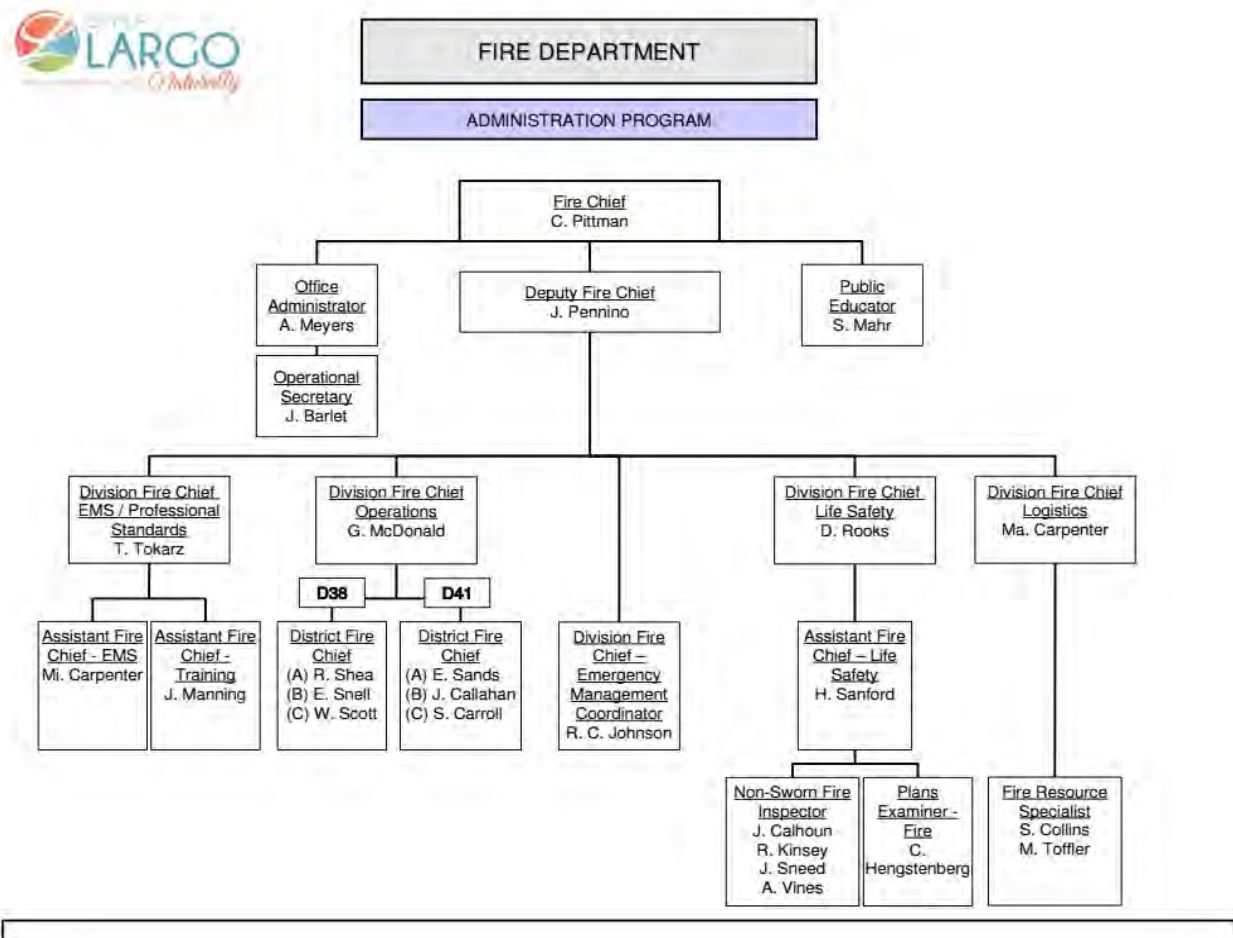 LARGO
Naturally
FIRE DEPARTMENT
ADMINISTRATION PROGRAM
Fire Chief
C. Pittman
Office
Administrator
A. Meyers
Deputy Fire Chief
J. Pennino
Public
Educator
S. Mahr
Operational
Secretary
J. Barlet
Division Fire Chief
EMS / Professional
Standards
T. Tokarz
Division Fire Chief
Operations
G. McDonald
Division Fire Chief
Life Safety
D. Rooks
Division Fire Chief
Logistics
Ma. Carpenter
D38
D41
Assistant Fire
Chief - EMS
Mi. Carpenter
Assistant Fire
Chief -
Training
J. Manning
District Fire
Chief
(A) R. Shea
(B) E. Snell
(C) W. Scott
District Fire
Chief
(A) E. Sands
(B) J. Callahan
(C) S. Carroll
Division Fire
Chief –
Emergency
Management
Coordinator
R. C. Johnson
Assistant Fire
Chief – Life
Safety
H. Sanford
Non-Sworn Fire
Inspector
J. Calhoun
R. Kinsey
J. Sneed
A. Vines
Plans
Examiner -
Fire
C.
Hengstenberg
Fire Resource
Specialist
S. Collins
M. Toffler